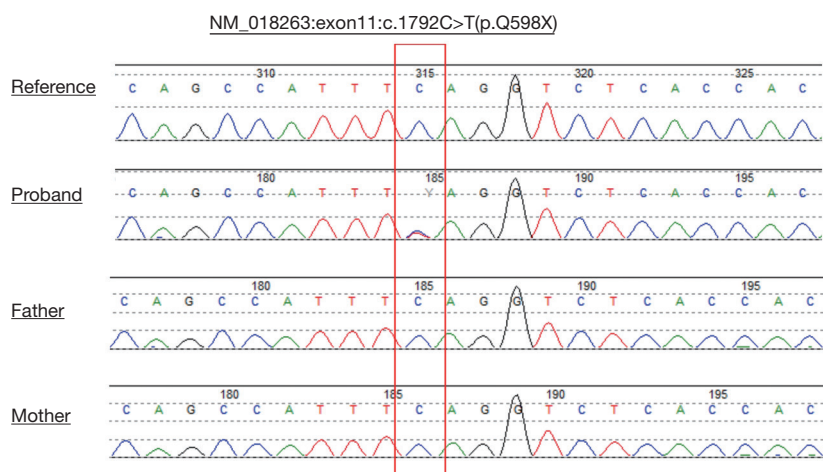 NM_018263:exon11:c.1792C>T(p.Q598X)
310 315 320 325
Reference C A G C C A T T T C A G G T C T C A C C A C
180 185 190 195
Proband C A G C C A T T T Y A G G T C T C A C C A C
180 185 190 195
Father C A G C C A T T T C A G G T C T C A C C A C
180 185 190 195
Mother C A G C C A T T T C A G G T C T C A C C A C